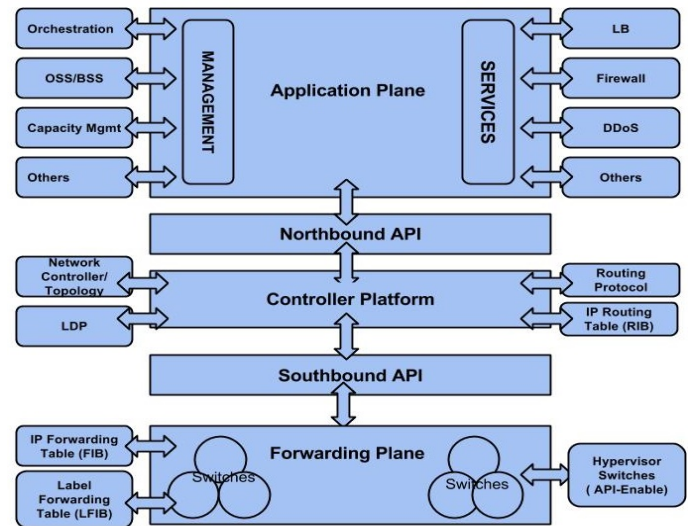 Orchestration
OSS/BSS
Capacity Mgmt
Others
MANAGEMENT
Application Plane
SERVICES
LB
Firewall
DDoS
Others
Northbound API
Network
Controller/
Topology
LDP
Controller Platform
Routing
Protocol
IP Routing
Table (RIB)
Southbound API
IP Forwarding
Table (FIB)
Label
Forwarding
Table (LFIB)
Forwarding Plane
Switches
Switches
Hypervisor
Switches
( API-Enable)